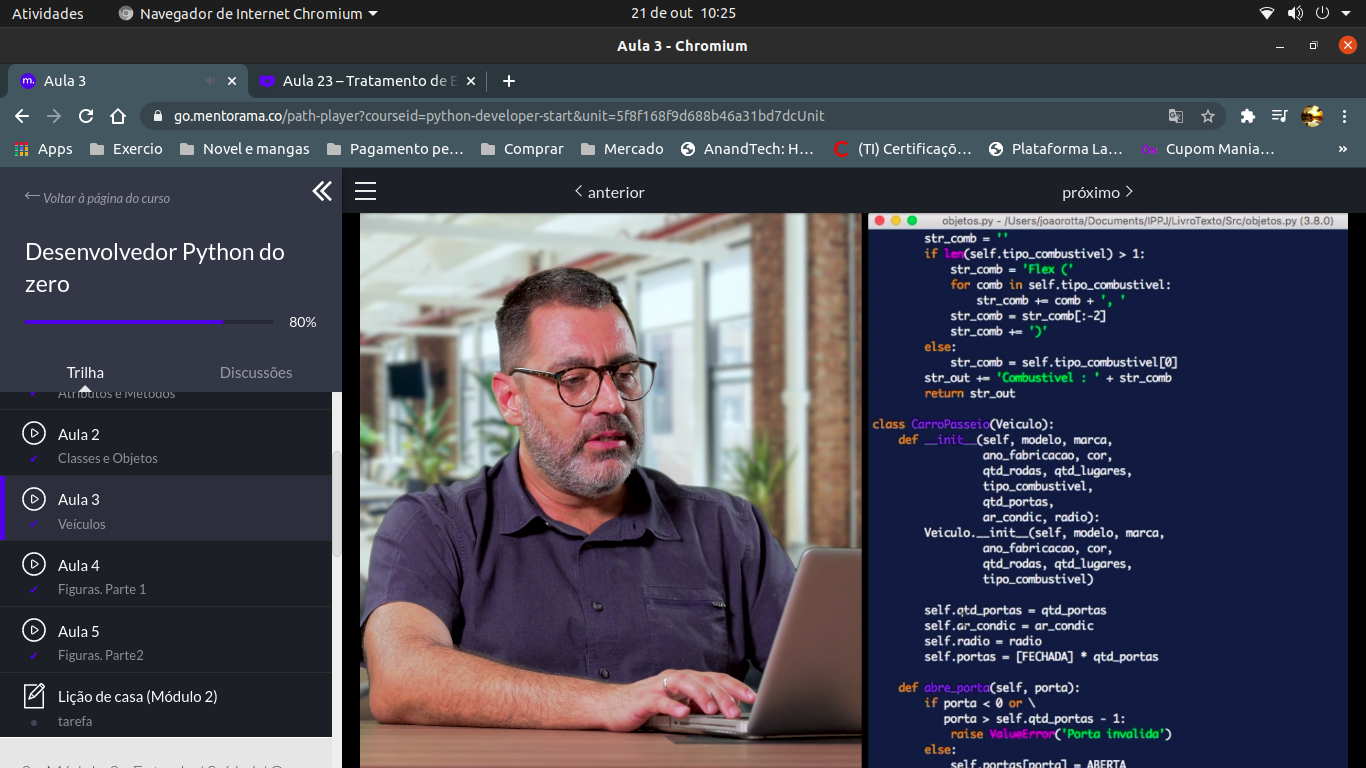 Atividades
Navegador de Internet Chromium
21 de out 10:25
Aula 3 - Chromium
m.
Aula 3
Aula 23 – Tratamento de
go.mentorama.co/path-player?courseid=python-developer-start&unit=5f8f168f9d688b46a31bd7dcUnit
Apps
Exercio
Novel e mangas
Pagamento pe…
Comprar
Mercado
AnandTech: H…
(TI) Certificaçõ…
Plataforma La…
Cupom Mania…
»
Voltar à página do curso
Desenvolvedor Python do
zero
80%
Trilha
Discussões
Atributos e Métodos
Aula 2
Classes e Objetos
Aula 3
Veículos
Aula 4
Figuras. Parte 1
Aula 5
Figuras. Parte2
Lição de casa (Módulo 2)
tarefa
anterior
próximo
objetos.py - /Users/joaorotta/Documents/IPPJ/LivroTexto/Src/objetos.py (3.8.0)
str_comb = ''
if len(self.tipo_combustivel) > 1:
str_comb = 'Flex ('
for comb in self.tipo_combustivel:
str_comb += comb + ', '
str_comb = str_comb[:-2]
str_comb += ')'
else:
str_comb = self.tipo_combustivel[0]
str_out += 'Combustivel : ' + str_comb
return str_out
class CarroPasseio(Veiculo):
def __init__(self, modelo, marca,
ano_fabricacao, cor,
qtd_rodas, qtd_lugares,
tipo_combustivel,
qtd_portas,
ar_condic, radio):
Veiculo.__init__(self, modelo, marca,
ano_fabricacao, cor,
qtd_rodas, qtd_lugares,
tipo_combustivel)
self.qtd_portas = qtd_portas
self.ar_condic = ar_condic
self.radio = radio
self.portas = [FECHADA] * qtd_portas
def abre_porta(self, porta):
if porta < 0 or \
porta > self.qtd_portas - 1:
raise ValueError('Porta invalida')
else:
self.portas[porta] = ABERTA